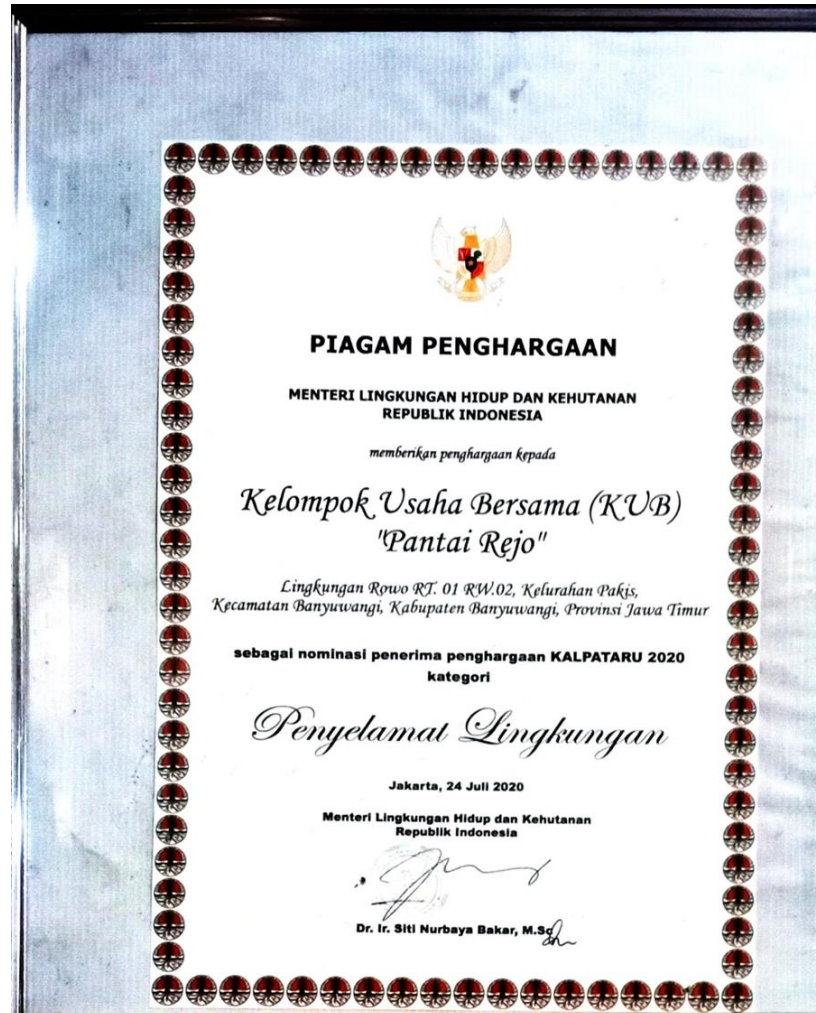 PIAGAM PENGHARGAAN
MENTERI LINGKUNGAN HIDUP DAN KEHUTANAN
REPUBLIK INDONESIA
memberikan penghargaan kepada
Kelompok Usaha Bersama (KUB)
"Pantai Rejo"
Lingkungan Rowo RT. 01 RW.02, Kelurahan Pakis,
Kecamatan Banyuwangi, Kabupaten Banyuwangi, Provinsi Jawa Timur
sebagai nominasi penerima penghargaan KALPATARU 2020
kategori
Penyelamat Lingkungan
Jakarta, 24 Juli 2020
Menteri Lingkungan Hidup dan Kehutanan
Republik Indonesia
Dr. Ir. Siti Nurbaya Bakar, M.Sc